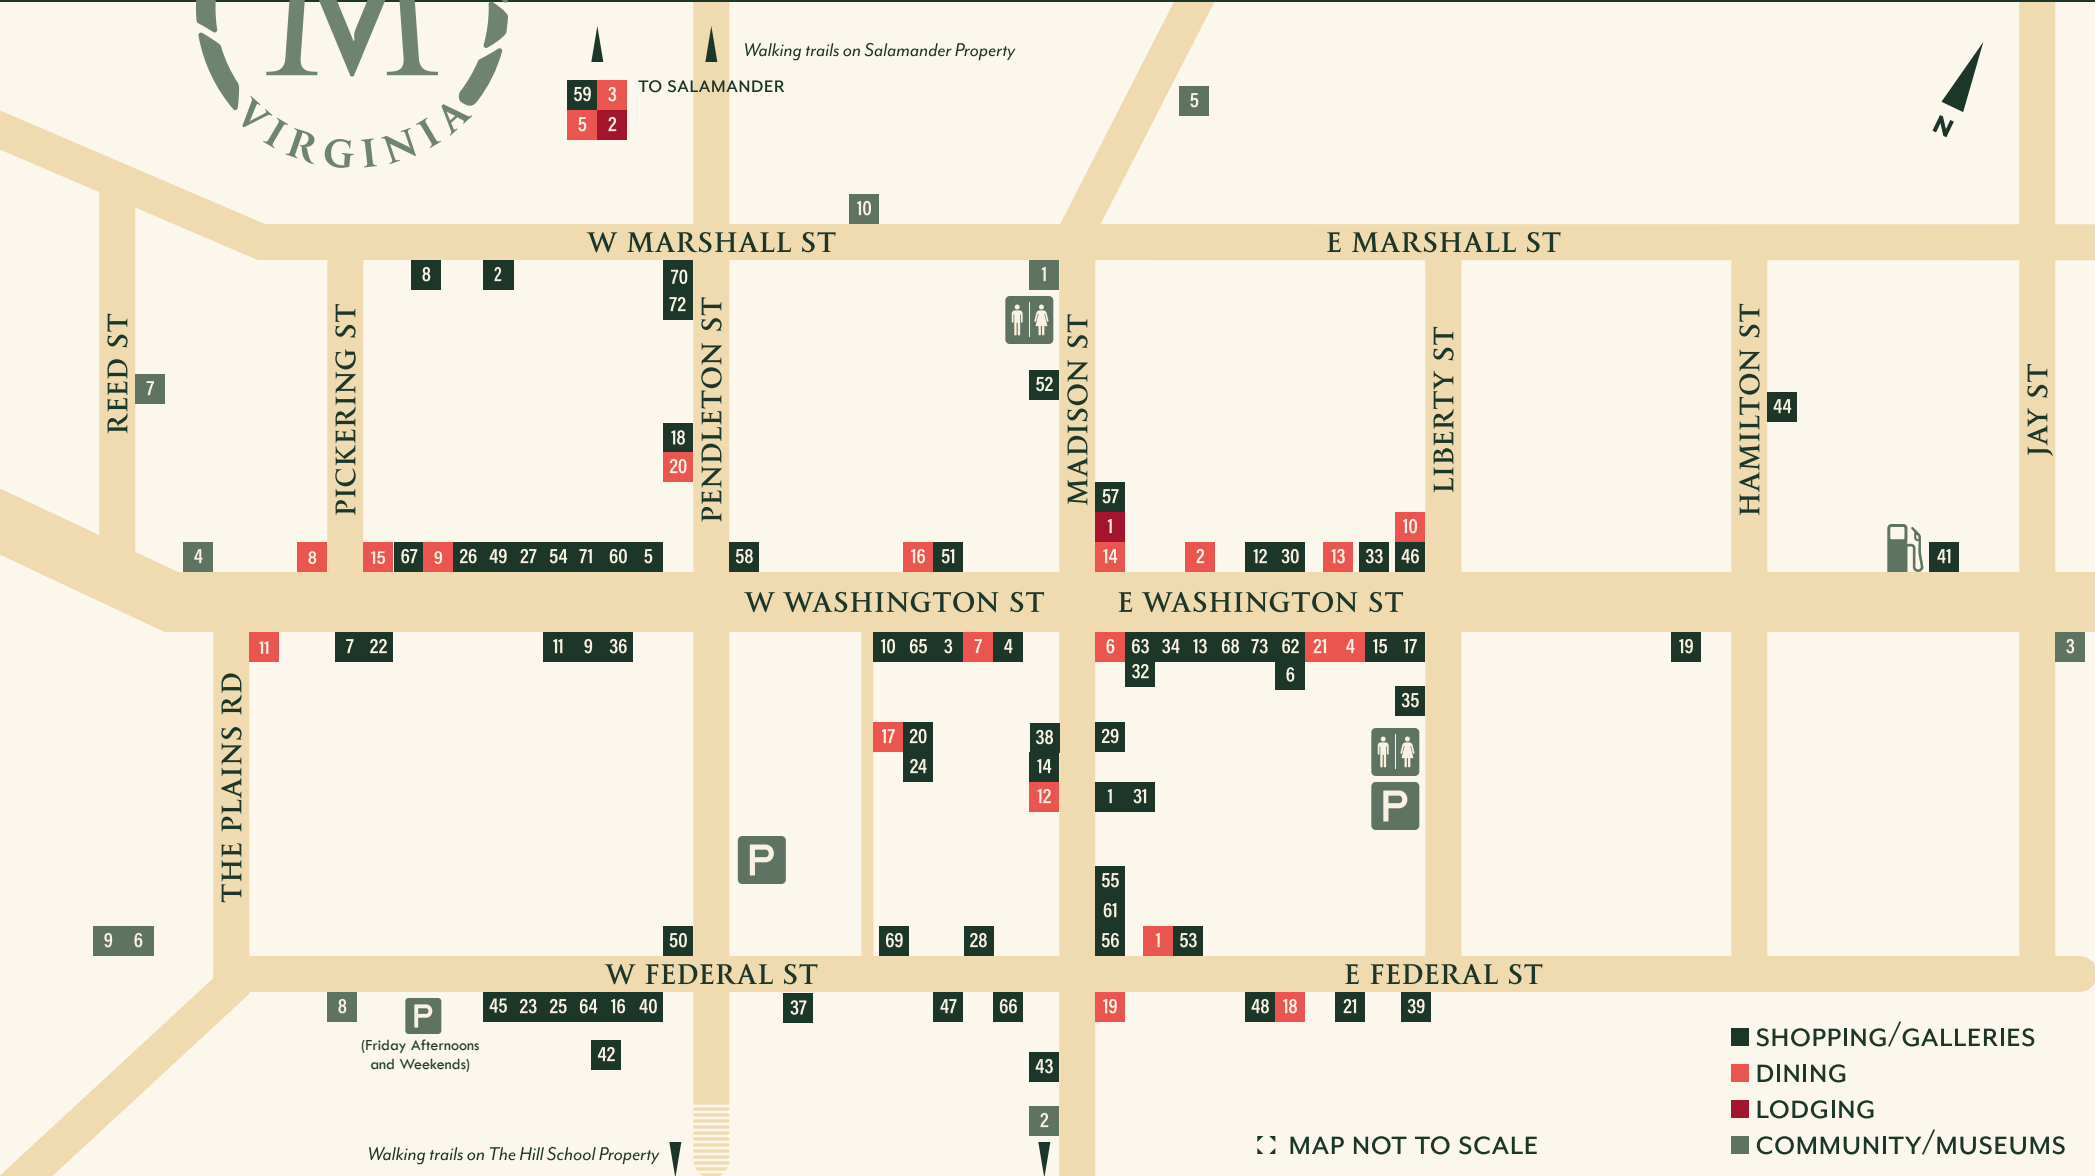 M
VIRGINIA
Walking trails on Salamander Property
59 3
TO SALAMANDER
5 2
5
N
10
W MARSHALL ST
E MARSHALL ST
8
2
70
72
1
REED ST
PICKERING ST
PENDLETON ST
MADISON ST
LIBERTY ST
HAMILTON ST
JAY ST
7
52
44
18
20
57
1
10
4
8
15 67 9 26 49 27 54 71 60 5
58
16 51
14
2
12 30
13
33
46
41
W WASHINGTON ST
E WASHINGTON ST
11
7 22
11 9 36
10 65 3 7 4
6 63 34 13 68 73 62 21 4 15 17
19
3
32
6
35
THE PLAINS RD
17 20
38
29
24
14
12
1 31
P
P
55
61
9 6
50
69
28
56
1 53
W FEDERAL ST
E FEDERAL ST
8
P
45 23 25 64 16 40
37
47
66
19
48 18
21
39
(Friday Afternoons
and Weekends)
42
43
2
Walking trails on The Hill School Property
MAP NOT TO SCALE
SHOPPING/GALLERIES
DINING
LODGING
COMMUNITY/MUSEUMS